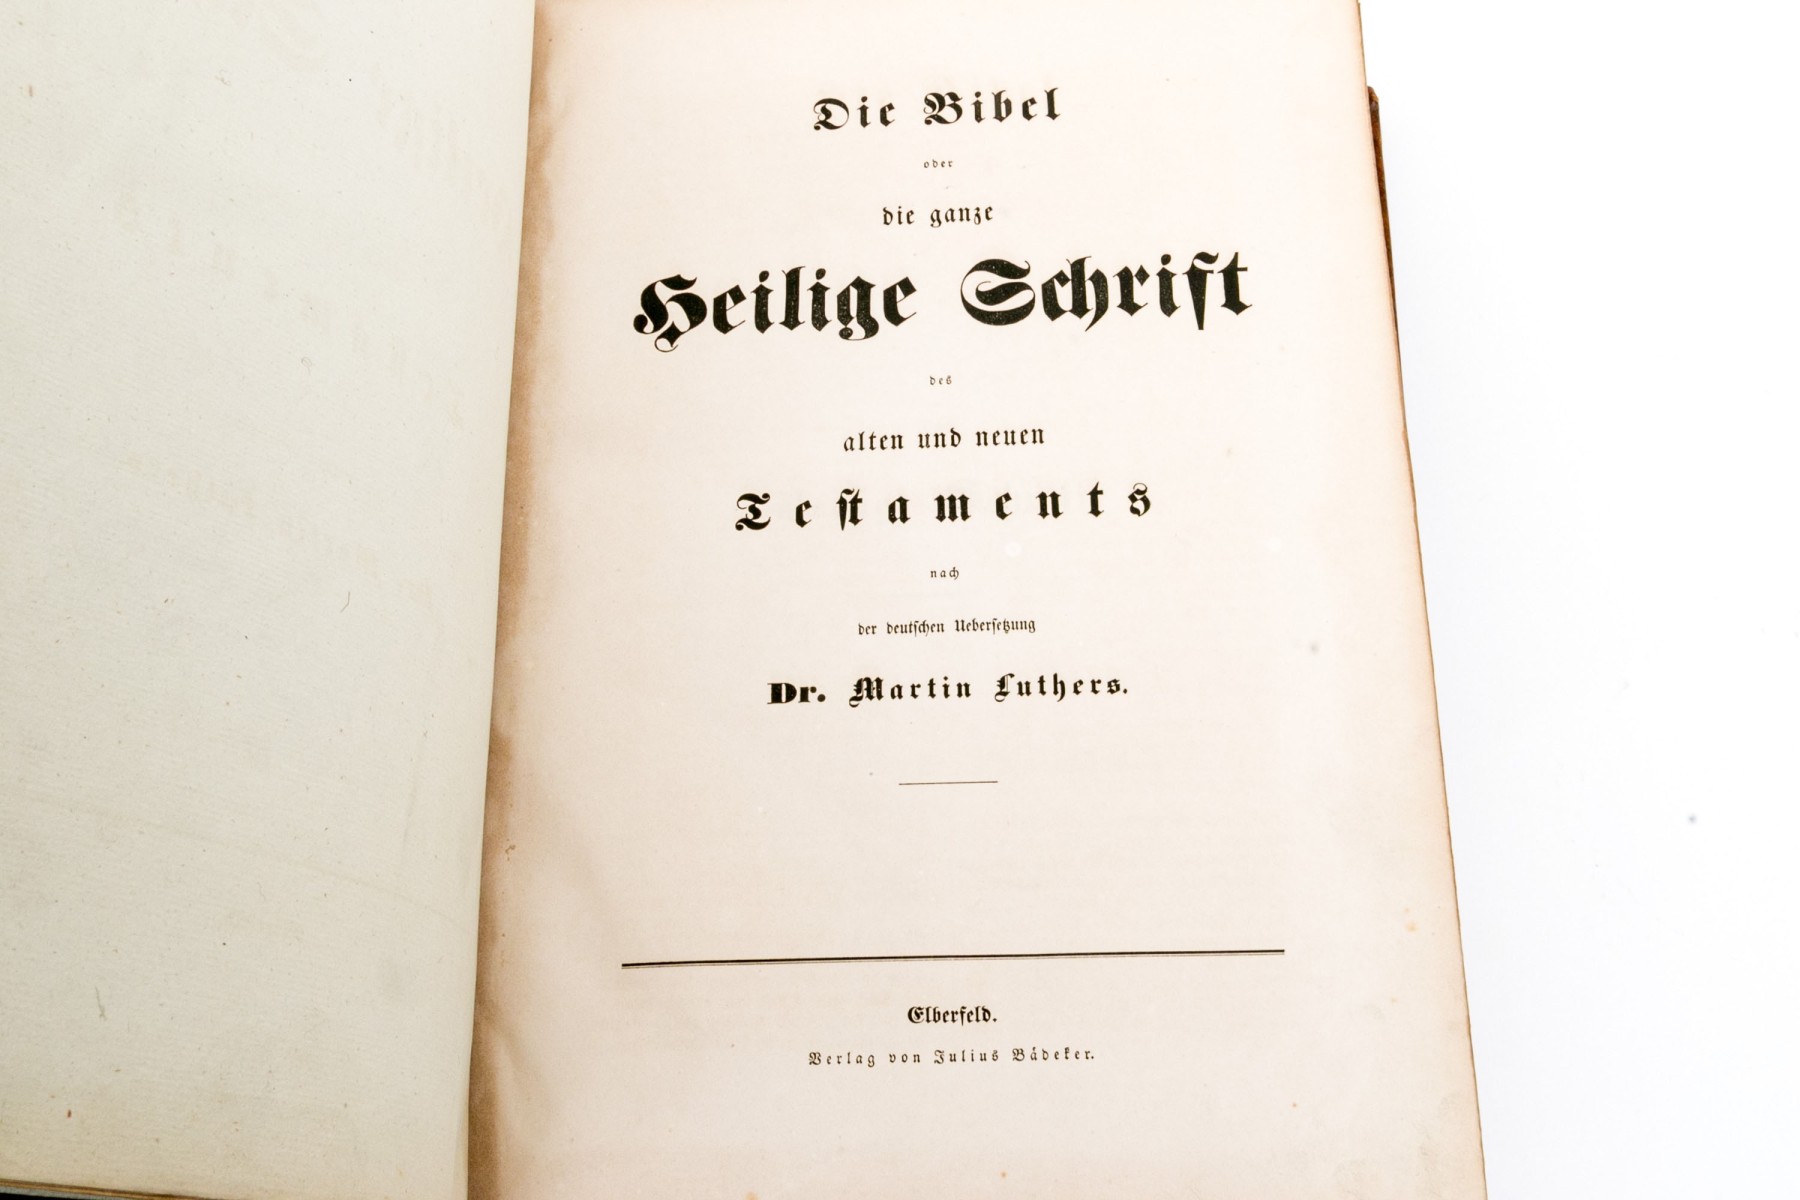 Die Bibel
oder
die ganze
Heilige Schrift
des
alten und neuen
Testaments
nach
der deutschen Uebersetzung
Dr. Martin Luthers.
Elberfeld.
Verlag von Julius Bädeker.